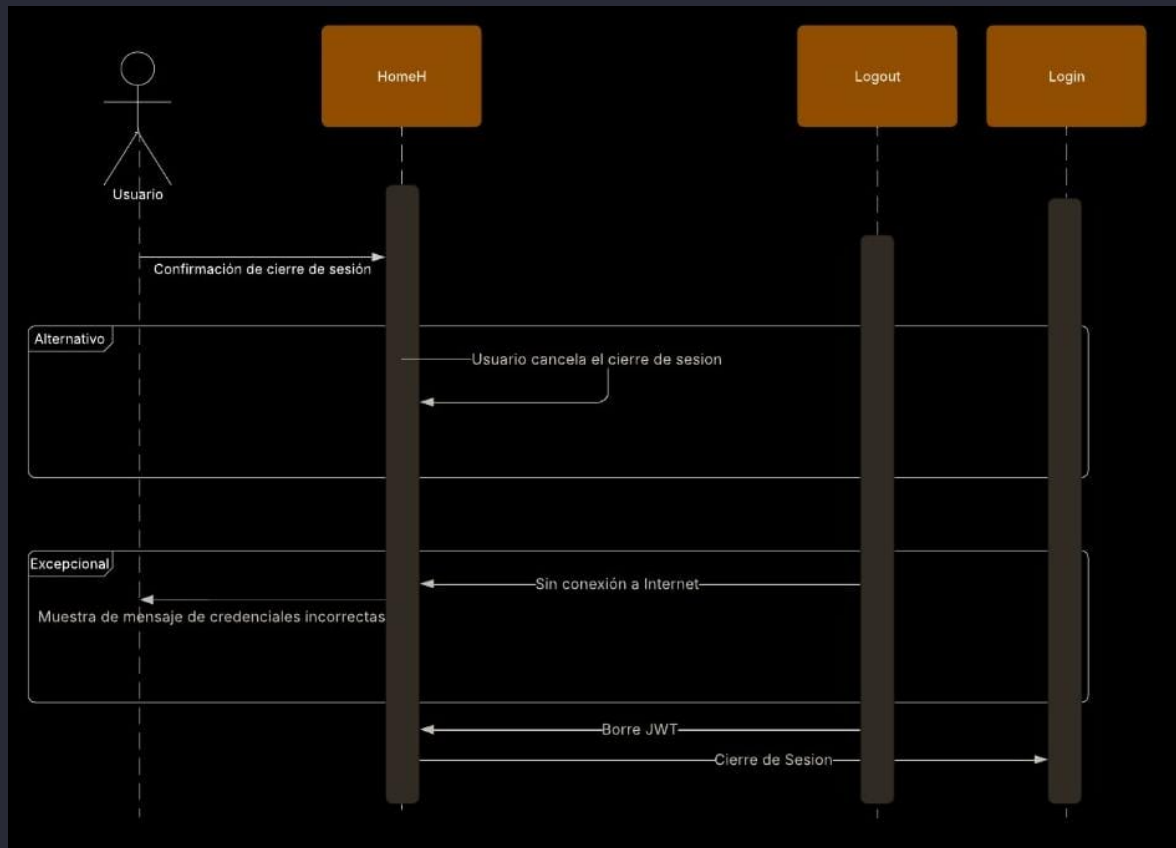 HomeH
Logout
Login
Usuario
Confirmación de cierre de sesión
Alternativo
Usuario cancela el cierre de sesion
Excepcional
Sin conexión a Internet
Muestra de mensaje de credenciales incorrectas
Borre JWT
Cierre de Sesion